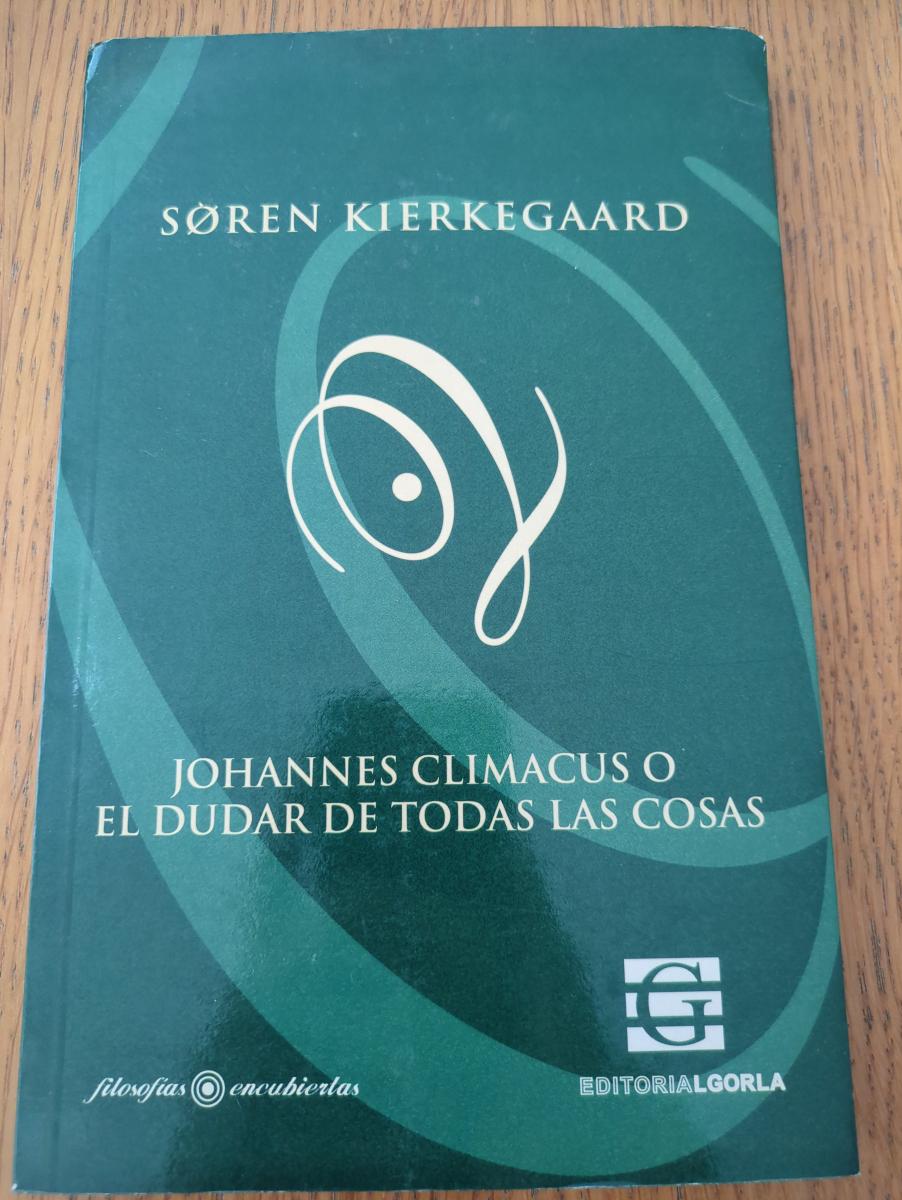 SØREN KIERKEGAARD
JOHANNES CLIMACUS O
EL DUDAR DE TODAS LAS COSAS
G
EDITORIALGORLA
filosofías encubiertas